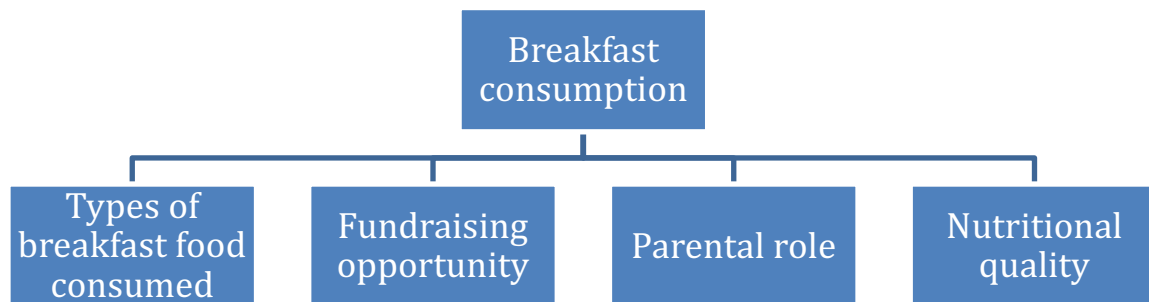 Breakfast
consumption
Types of
breakfast food
consumed
Fundraising
opportunity
Parental role
Nutritional
quality